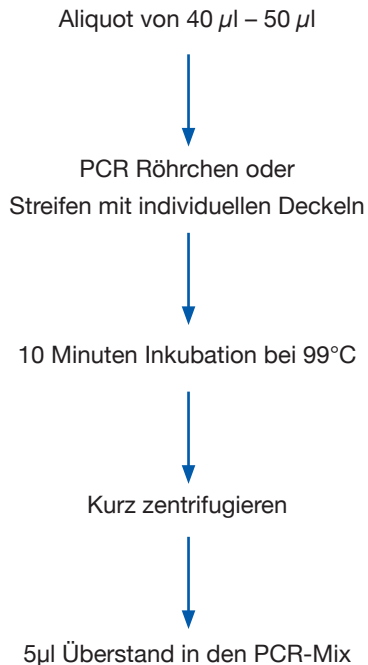 Aliquot von 40 µl – 50 µl
PCR Röhrchen oder
Streifen mit individuellen Deckeln
10 Minuten Inkubation bei 99°C
Kurz zentrifugieren
5µl Überstand in den PCR-Mix